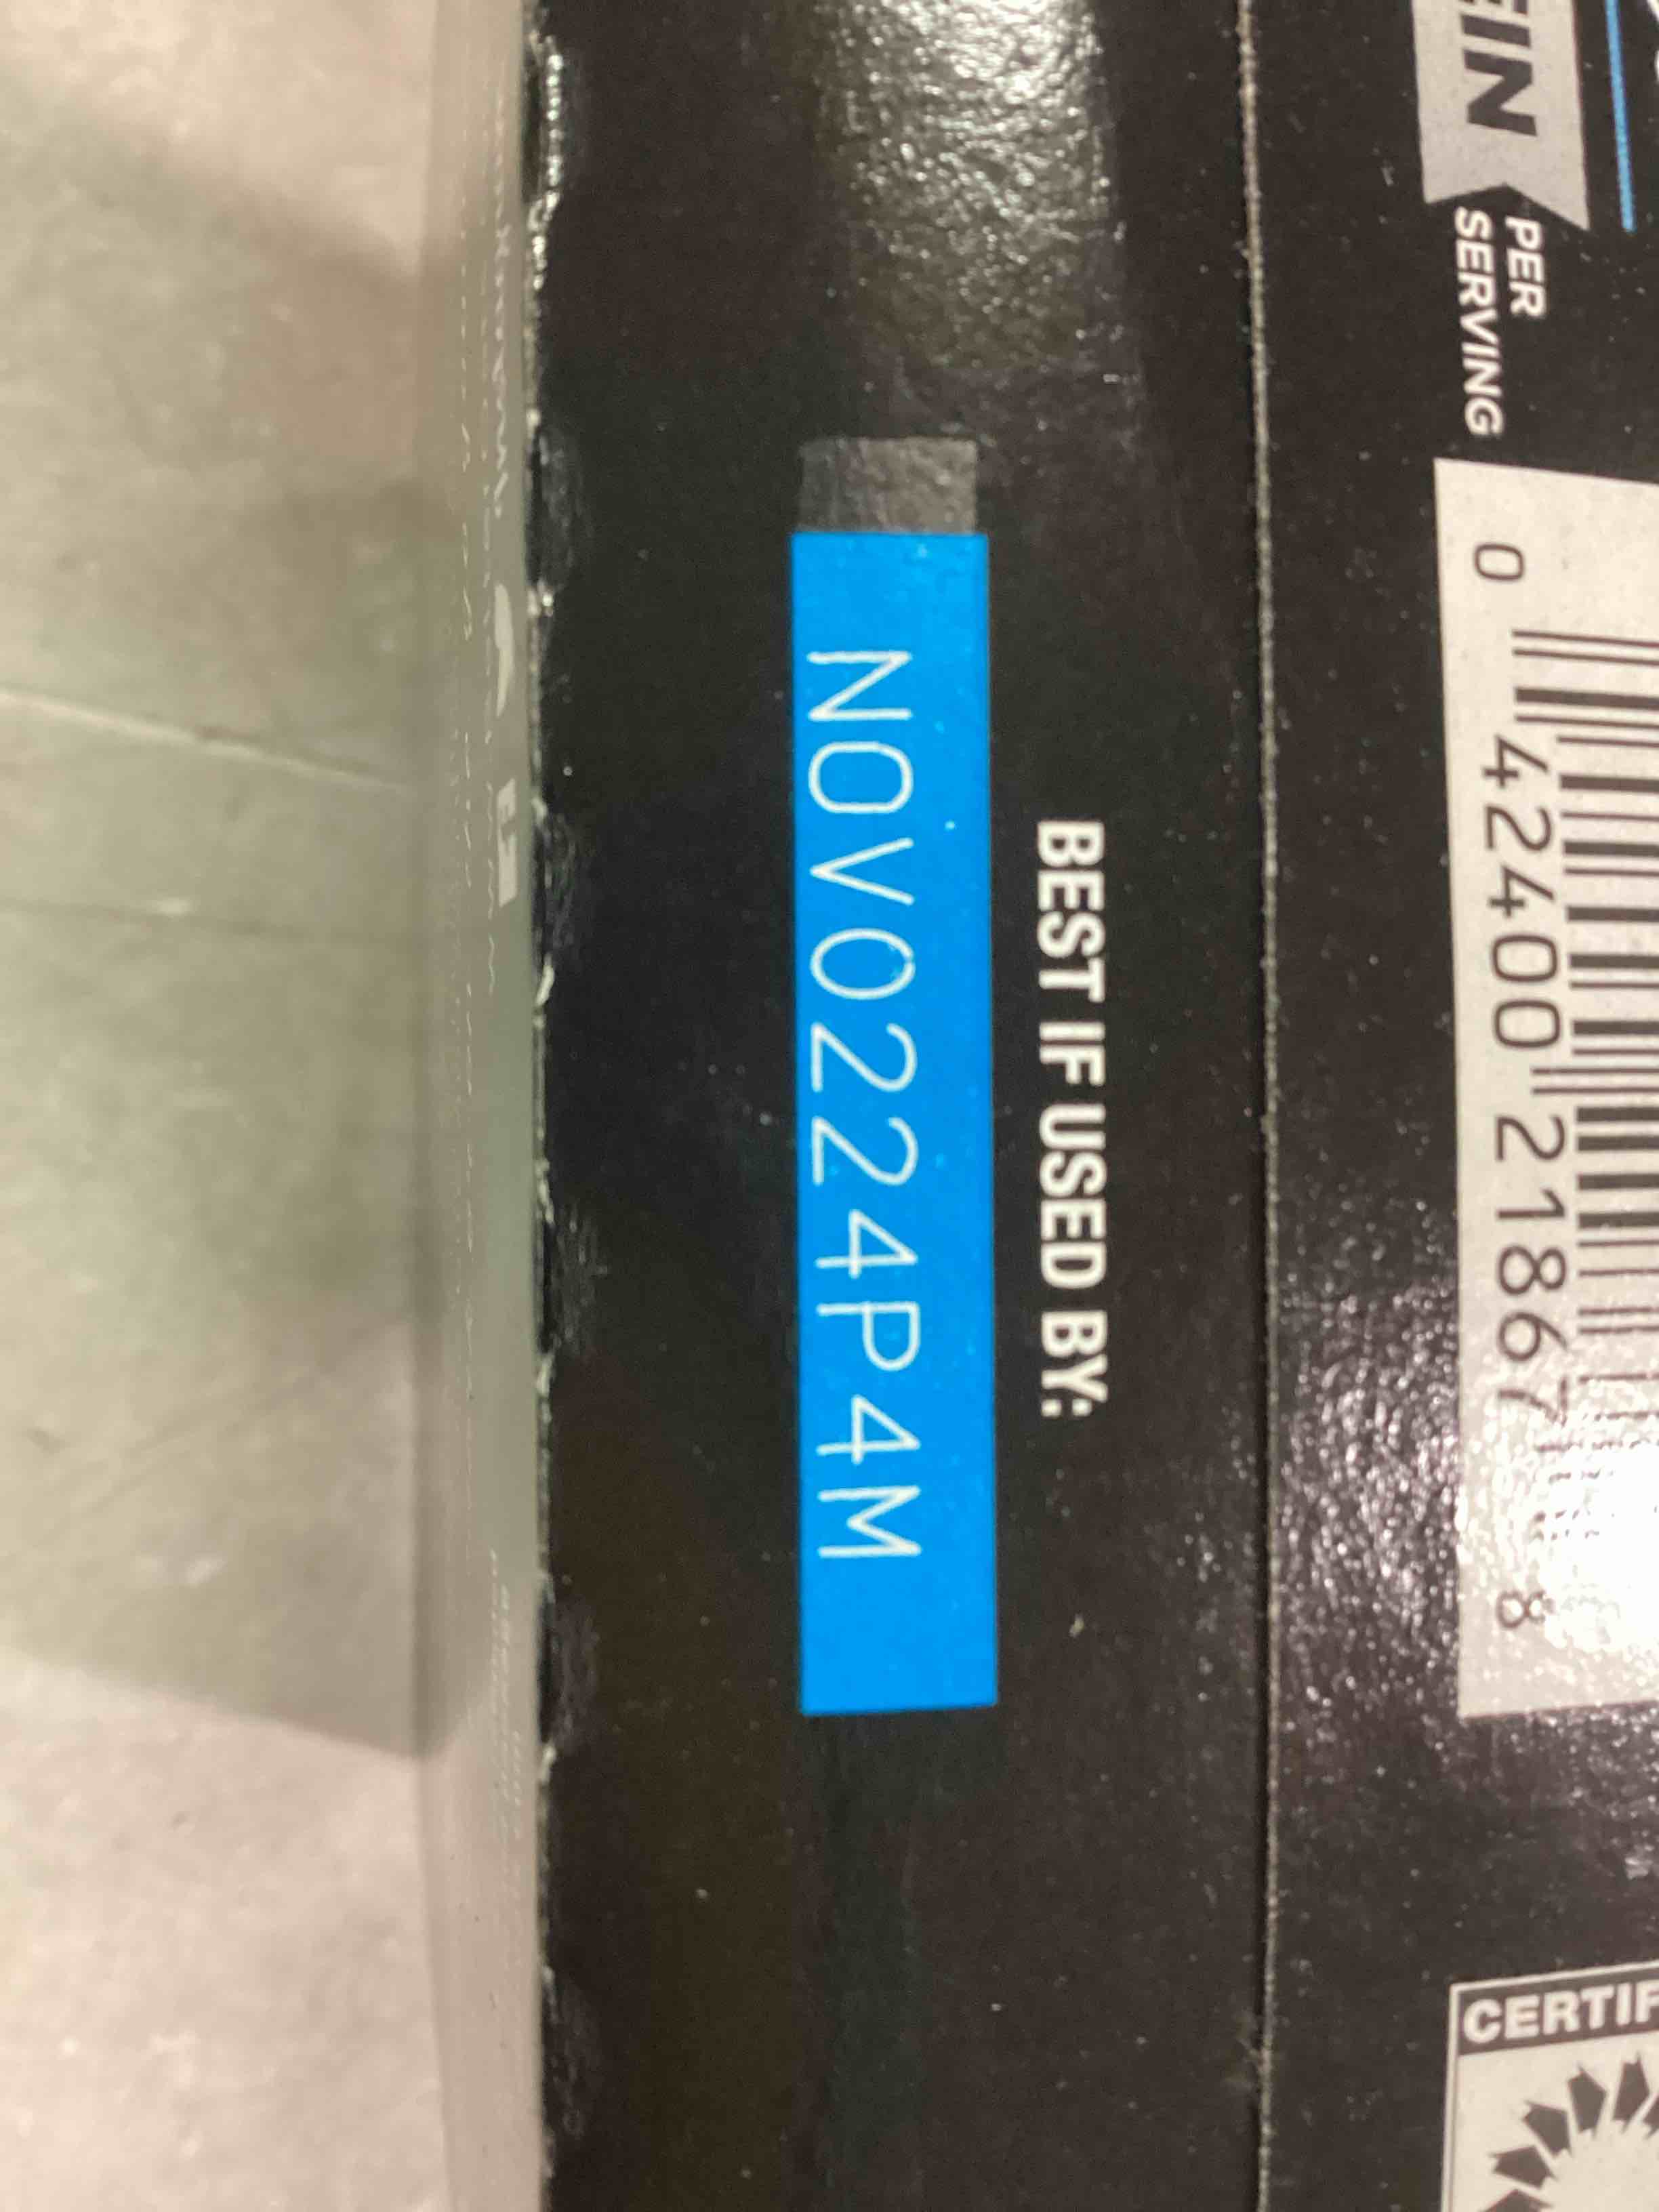 EIN
PER
SERVING
BEST IF USED BY:
NOV0224P4M
0 42400 21867 8
CERTIF